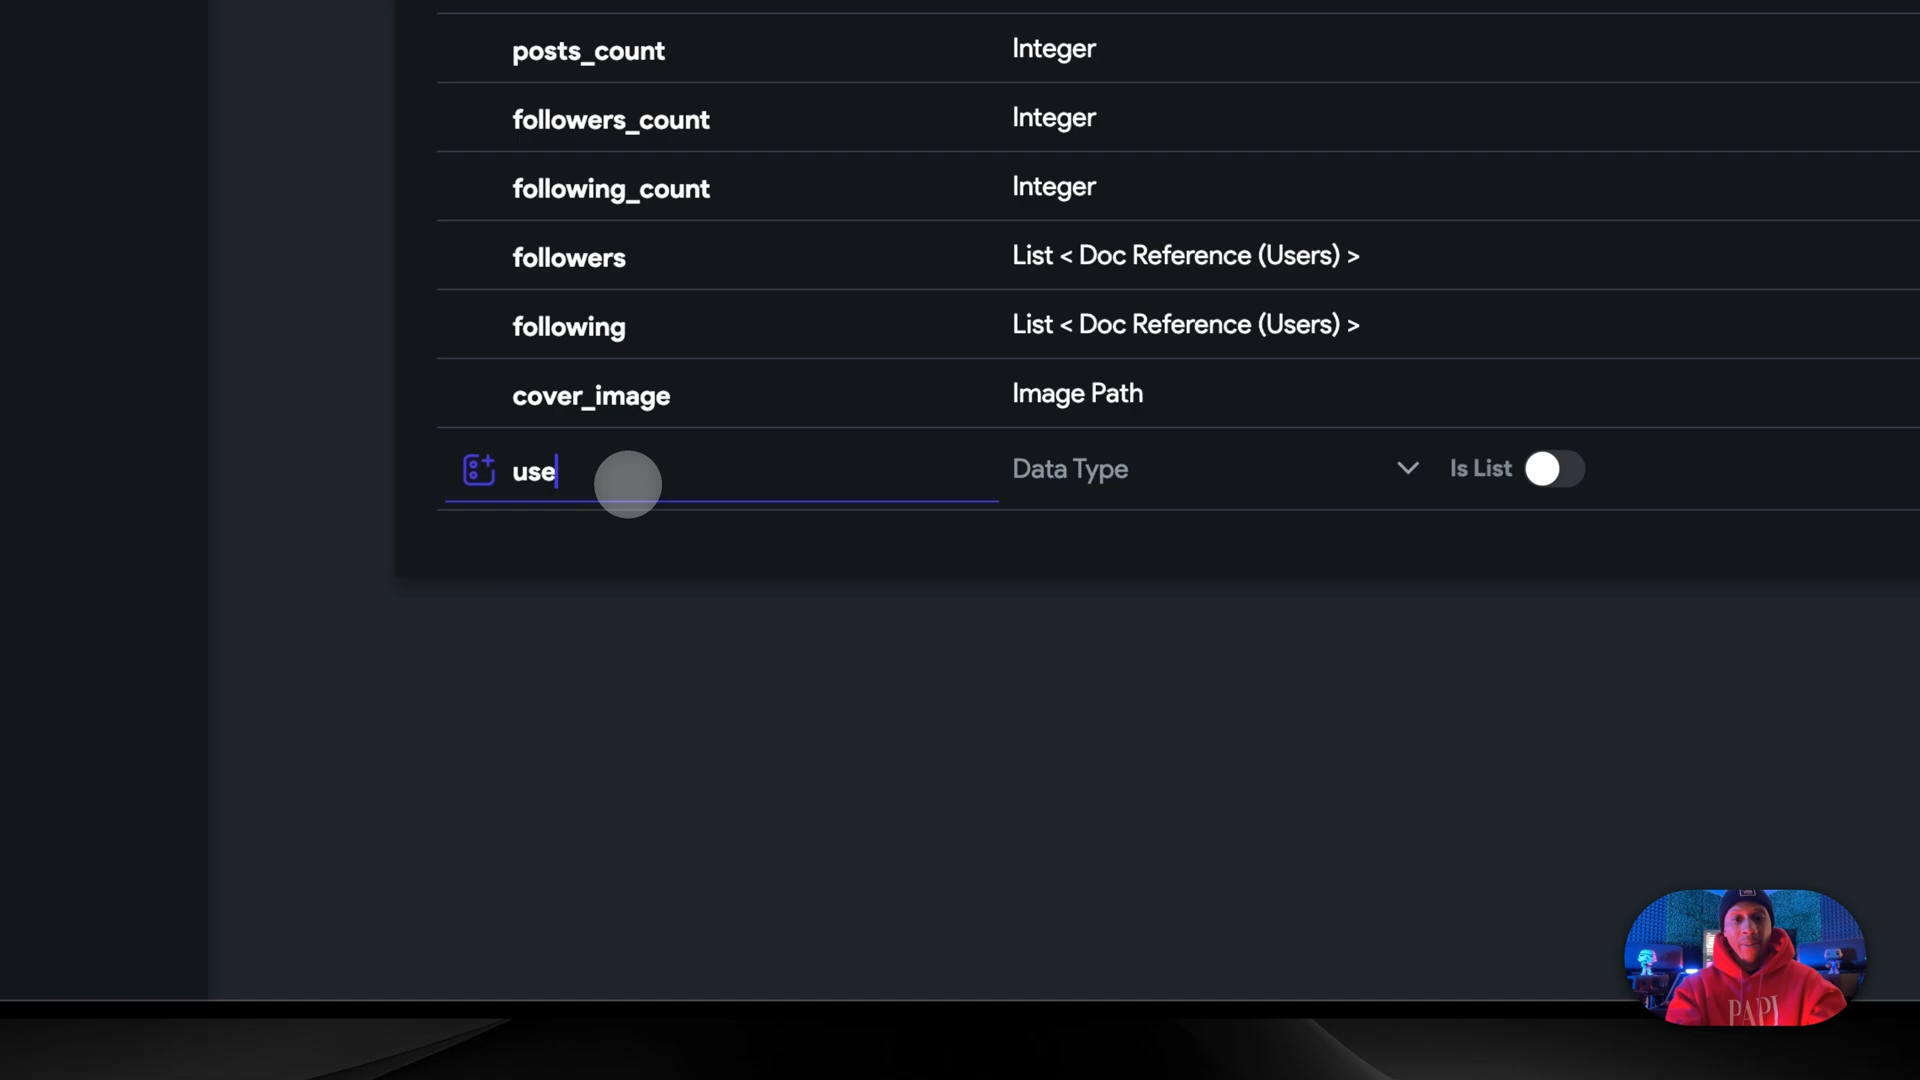 posts_count Integer
followers_count Integer
following_count Integer
followers List < Doc Reference (Users) >
following List < Doc Reference (Users) >
cover_image Image Path
use Data Type Is List
PAPI